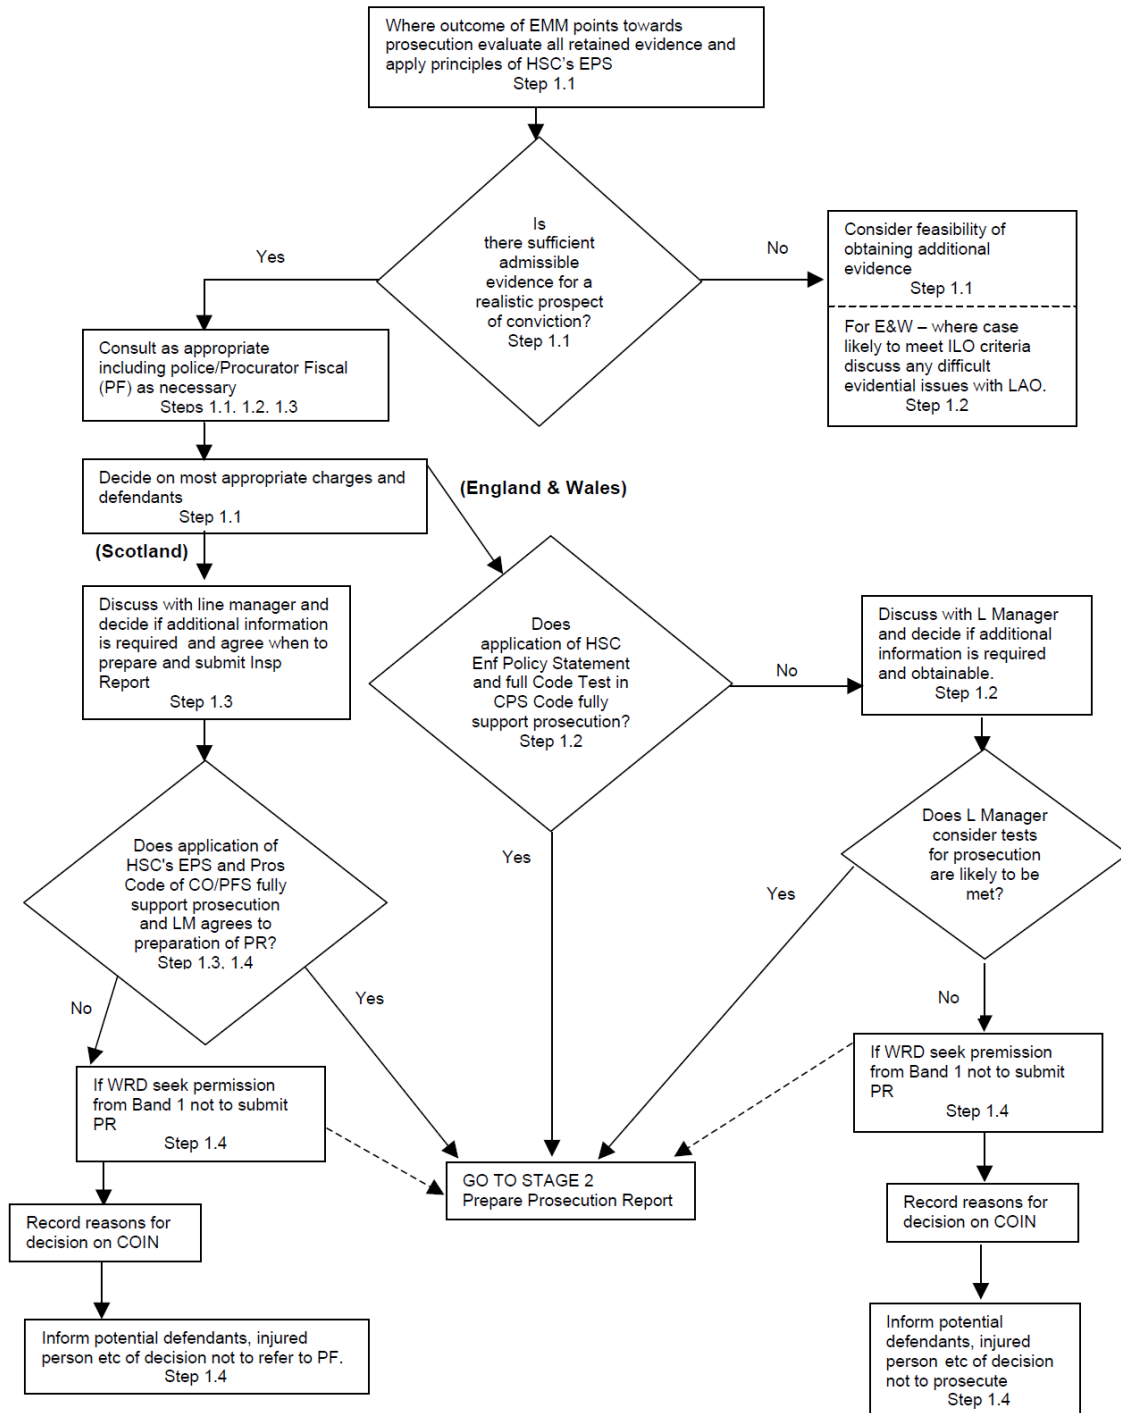 Where outcome of EMM points towards
prosecution evaluate all retained evidence and
apply principles of HSC's EPS
Step 1.1
Is
there sufficient
admissible
evidence for a
realistic prospect
of conviction?
Step 1.1
Yes
No
Consider feasibility of
obtaining additional
evidence
Step 1.1
For E&W – where case
likely to meet ILO criteria
discuss any difficult
evidential issues with LAO.
Step 1.2
Consult as appropriate
including police/Procurator Fiscal
(PF) as necessary
Steps 1.1, 1.2, 1.3
Decide on most appropriate charges and
defendants
Step 1.1
(England & Wales)
(Scotland)
Discuss with line manager and
decide if additional information
is required and agree when to
prepare and submit Insp
Report
Step 1.3
Does
application of HSC
Enf Policy Statement
and full Code Test in
CPS Code fully
support prosecution?
Step 1.2
No
Discuss with L Manager
and decide if additional
information is required
and obtainable.
Step 1.2
Does application of
HSC's EPS and Pros
Code of CO/PFS fully
support prosecution
and LM agrees to
preparation of PR?
Step 1.3, 1.4
Yes
Does L Manager
consider tests
for prosecution
are likely to be
met?
Yes
No
Yes
No
If WRD seek permission
from Band 1 not to submit
PR
Step 1.4
If WRD seek premission
from Band 1 not to submit
PR
Step 1.4
GO TO STAGE 2
Prepare Prosecution Report
Record reasons for
decision on COIN
Record reasons for
decision on COIN
Inform potential defendants, injured
person etc of decision not to refer to PF.
Step 1.4
Inform potential
defendants, injured
person etc of decision
not to prosecute
Step 1.4